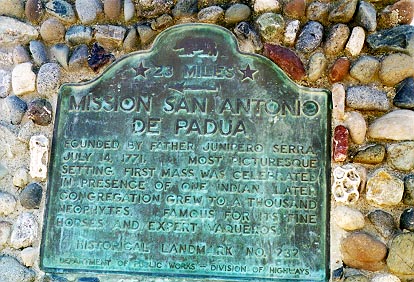 23 MILES
MISSION SAN ANTONIO
DE PADUA
FOUNDED BY FATHER JUNIPERO SERRA,
JULY 14, 1771. MOST PICTURESQUE
SETTING. FIRST MASS WAS CELEBRATED
IN PRESENCE OF ONE INDIAN. LATER
CONGREGATION GREW TO A THOUSAND
NEOPHYTES. FAMOUS FOR ITS FINE
HORSES AND EXPERT VAQUEROS.
HISTORICAL LANDMARK NO. 232
DEPARTMENT OF PUBLIC WORKS - DIVISION OF HIGHWAYS